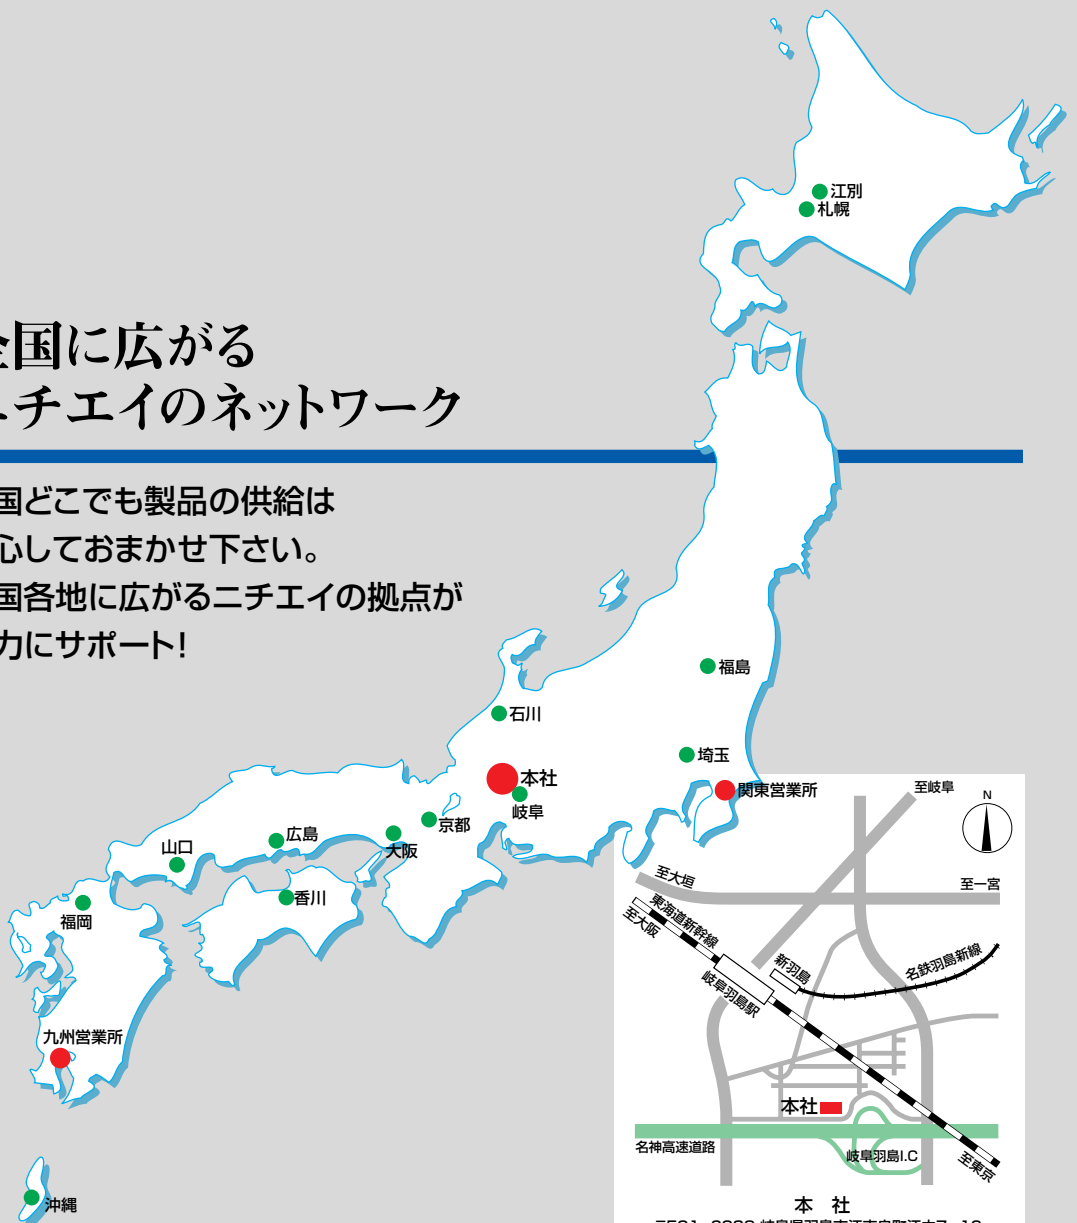 国に広がる
チエイのネットワーク
国どこでも製品の供給は
心しておまかせ下さい。
国各地に広がるニチエイの拠点が
力にサポート!
江別
札幌
福島
石川
埼玉
本社
関東営業所
岐阜
京都
大阪
広島
山口
香川
福岡
九州営業所
沖縄
至岐阜
N
至大垣
至一宮
東海道新幹線
至大阪
新羽島
名鉄羽島新線
岐阜羽島駅
本社
名神高速道路
岐阜羽島I.C
至東京
本 社